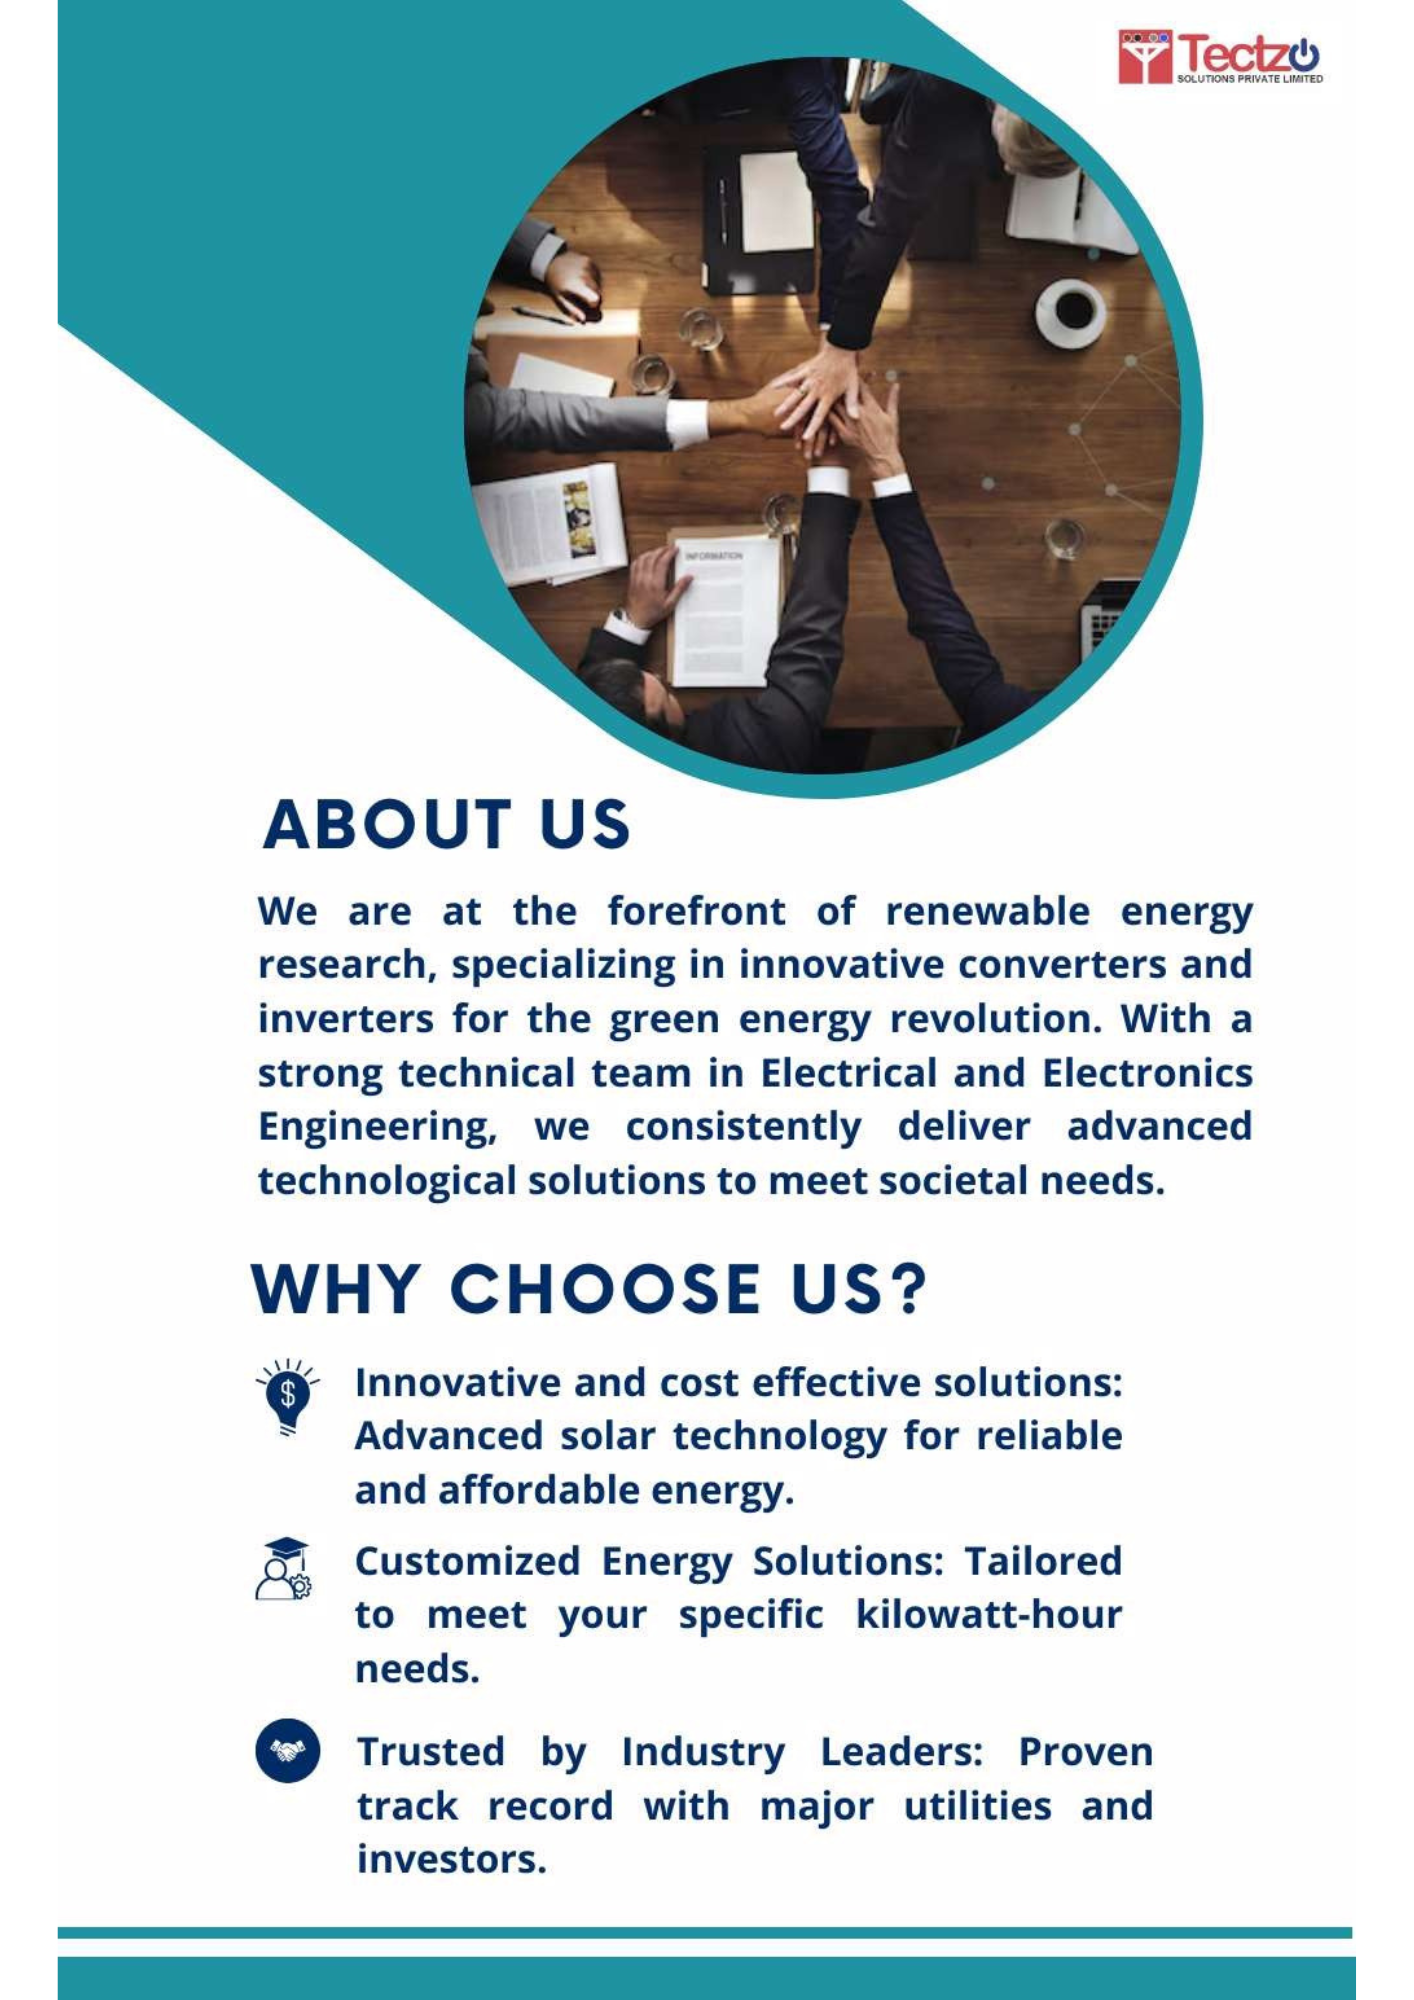 Tectzo
SOLUTIONS PRIVATE LIMITED
INFORMATION
ABOUT US
We are at the forefront of renewable energy
research, specializing in innovative converters and
inverters for the green energy revolution. With a
strong technical team in Electrical and Electronics
Engineering, we consistently deliver advanced
technological solutions to meet societal needs.
WHY CHOOSE US?
$
Innovative and cost effective solutions:
Advanced solar technology for reliable
and affordable energy.
Customized Energy Solutions: Tailored
to meet your specific kilowatt-hour
needs.
Trusted by Industry Leaders: Proven
track record with major utilities and
investors.